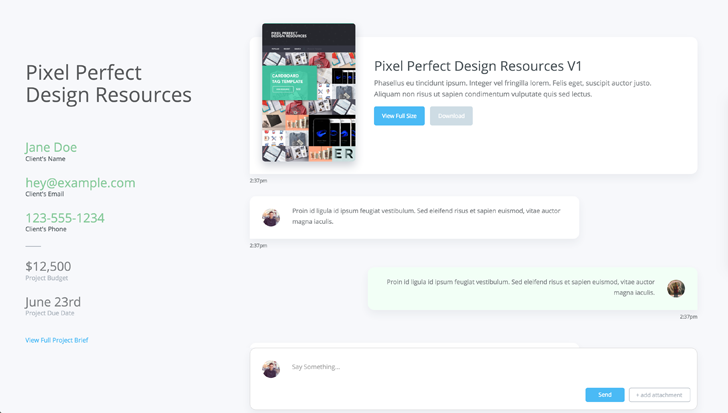 Pixel Perfect
Design Resources
Jane Doe
Client's Name
hey@example.com
Client's Email
123-555-1234
Client's Phone
$12,500
Project Budget
June 23rd
Project Due Date
View Full Project Brief
PIXEL PERFECT
DESIGN RESOURCES
CARDBOARD
TAG TEMPLATE
ER
Pixel Perfect Design Resources V1
Phasellus eu tincidunt ipsum. Integer vel fringilla lorem. Felis eget, suscipit auctor justo.
Aliquam non risus ut sapien condimentum vulputate quis sed lectus.
View Full Size
Download
2:37pm
Proin id ligula id ipsum feugiat vestibulum. Sed eleifend risus et sapien euismod, vitae auctor
magna iaculis.
2:37pm
Proin id ligula id ipsum feugiat vestibulum. Sed eleifend risus et sapien euismod, vitae auctor
magna iaculis.
2:37pm
Say Something...
Send
+ add attachment